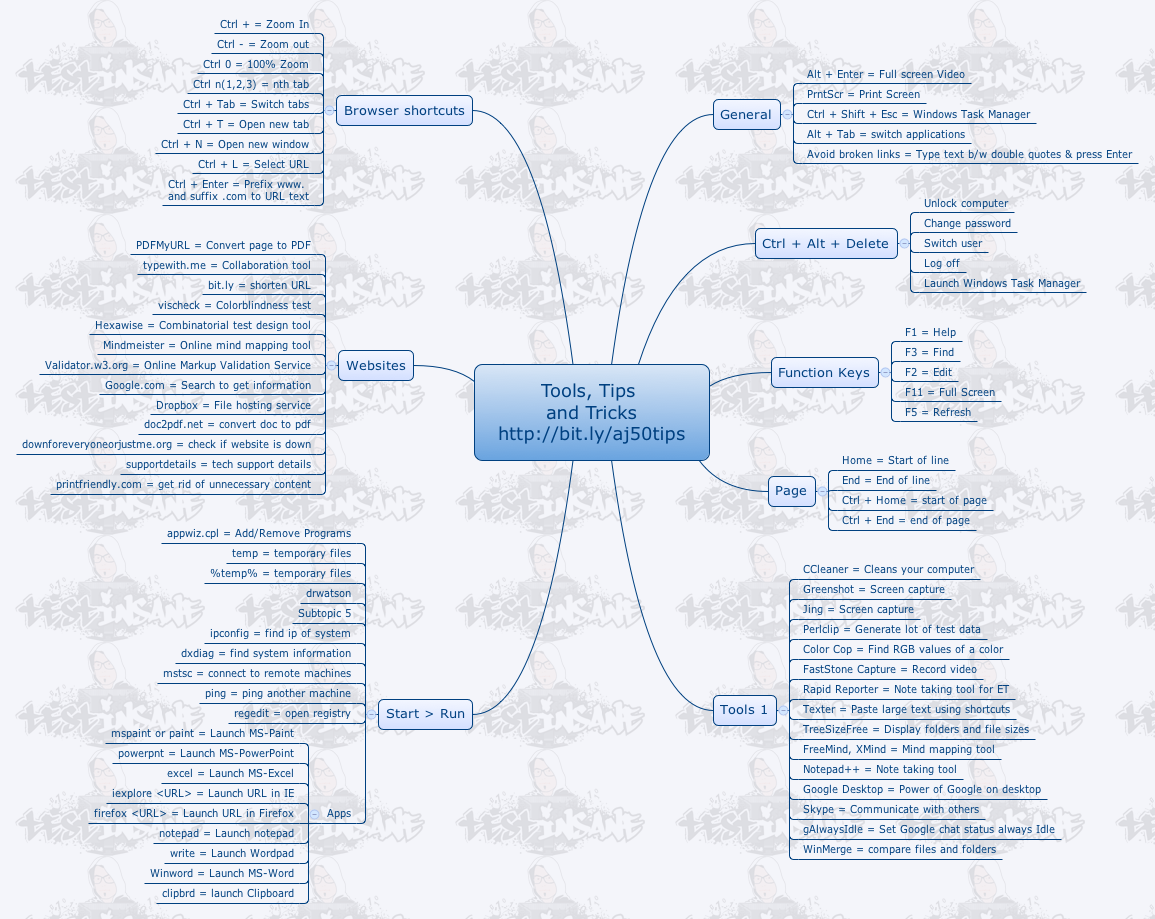 Tools, Tips
and Tricks
http://bit.ly/aj50tips
Browser shortcuts
Ctrl + = Zoom In
Ctrl - = Zoom out
Ctrl 0 = 100% Zoom
Ctrl n(1,2,3) = nth tab
Ctrl + Tab = Switch tabs
Ctrl + T = Open new tab
Ctrl + N = Open new window
Ctrl + L = Select URL
Ctrl + Enter = Prefix www.
and suffix .com to URL text
Websites
PDFMyURL = Convert page to PDF
typewith.me = Collaboration tool
bit.ly = shorten URL
vischeck = Colorblindness test
Hexawise = Combinatorial test design tool
Mindmeister = Online mind mapping tool
Validator.w3.org = Online Markup Validation Service
Google.com = Search to get information
Dropbox = File hosting service
doc2pdf.net = convert doc to pdf
downforeveryoneorjustme.org = check if website is down
supportdetails = tech support details
printfriendly.com = get rid of unnecessary content
Start > Run
appwiz.cpl = Add/Remove Programs
temp = temporary files
%temp% = temporary files
drwatson
Subtopic 5
ipconfig = find ip of system
dxdiag = find system information
mstsc = connect to remote machines
ping = ping another machine
regedit = open registry
Apps
mspaint or paint = Launch MS-Paint
powerpnt = Launch MS-PowerPoint
excel = Launch MS-Excel
iexplore <URL> = Launch URL in IE
firefox <URL> = Launch URL in Firefox
notepad = Launch notepad
write = Launch Wordpad
Winword = Launch MS-Word
clipbrd = launch Clipboard
General
Alt + Enter = Full screen Video
PrntScr = Print Screen
Ctrl + Shift + Esc = Windows Task Manager
Alt + Tab = switch applications
Avoid broken links = Type text b/w double quotes & press Enter
Ctrl + Alt + Delete
Unlock computer
Change password
Switch user
Log off
Launch Windows Task Manager
Function Keys
F1 = Help
F3 = Find
F2 = Edit
F11 = Full Screen
F5 = Refresh
Page
Home = Start of line
End = End of line
Ctrl + Home = start of page
Ctrl + End = end of page
Tools 1
CCleaner = Cleans your computer
Greenshot = Screen capture
Jing = Screen capture
Perlclip = Generate lot of test data
Color Cop = Find RGB values of a color
FastStone Capture = Record video
Rapid Reporter = Note taking tool for ET
Texter = Paste large text using shortcuts
TreeSizeFree = Display folders and file sizes
FreeMind, XMind = Mind mapping tool
Notepad++ = Note taking tool
Google Desktop = Power of Google on desktop
Skype = Communicate with others
gAlwaysIdle = Set Google chat status always Idle
WinMerge = compare files and folders